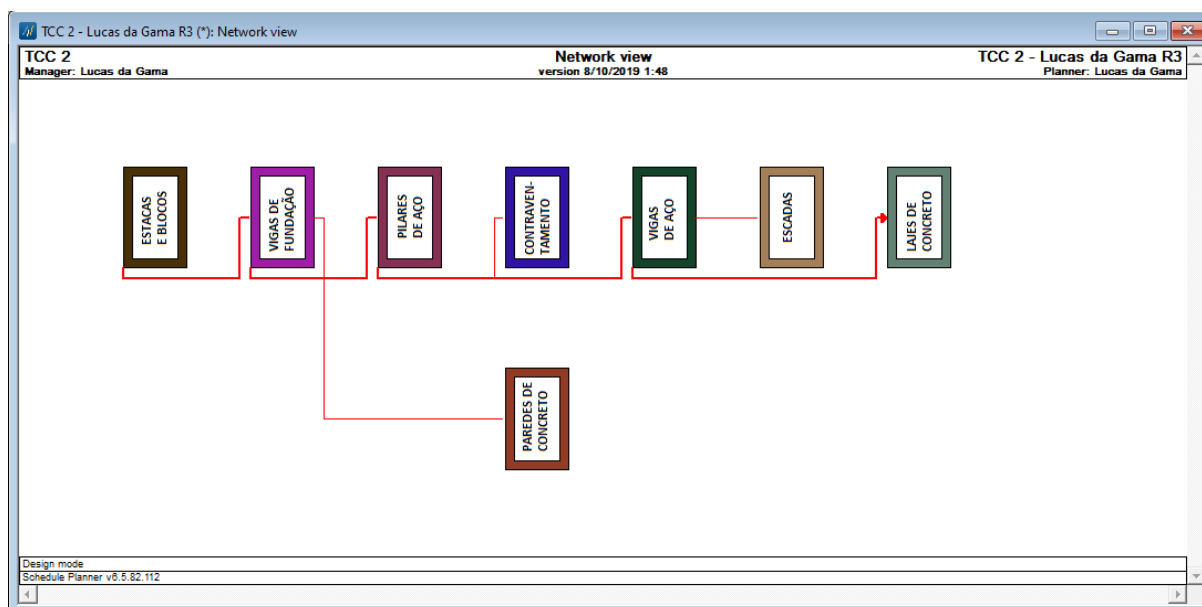 TCC 2 - Lucas da Gama R3 (*): Network view
TCC 2
Network view
TCC 2 - Lucas da Gama R3
Manager: Lucas da Gama
version 8/10/2019 1:48
Planner: Lucas da Gama
ESTACAS
E BLOCOS
VIGAS DE
FUNDAÇÃO
PILARES
DE AÇO
CONTRAVEN-
TAMENTO
VIGAS
DE AÇO
ESCADAS
LAJES DE
CONCRETO
PAREDES DE
CONCRETO
Design mode
Schedule Planner v6.5.82.112